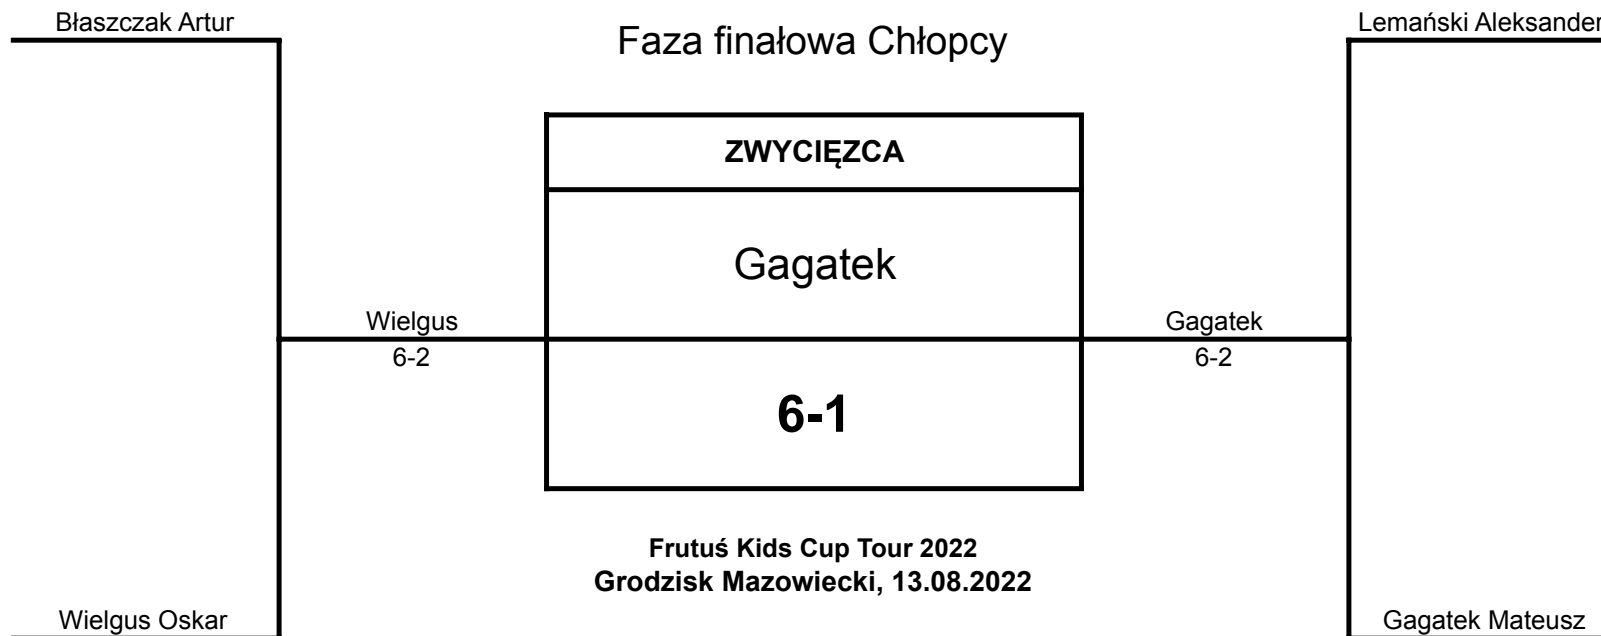 Błaszczak Artur
Faza finałowa Chłopcy
Lemański Aleksander
ZWYCIĘZCA
Gagatek
Wielgus
6-2
Gagatek
6-2
6-1
Frutuś Kids Cup Tour 2022
Grodzisk Mazowiecki, 13.08.2022
Wielgus Oskar
Gagatek Mateusz